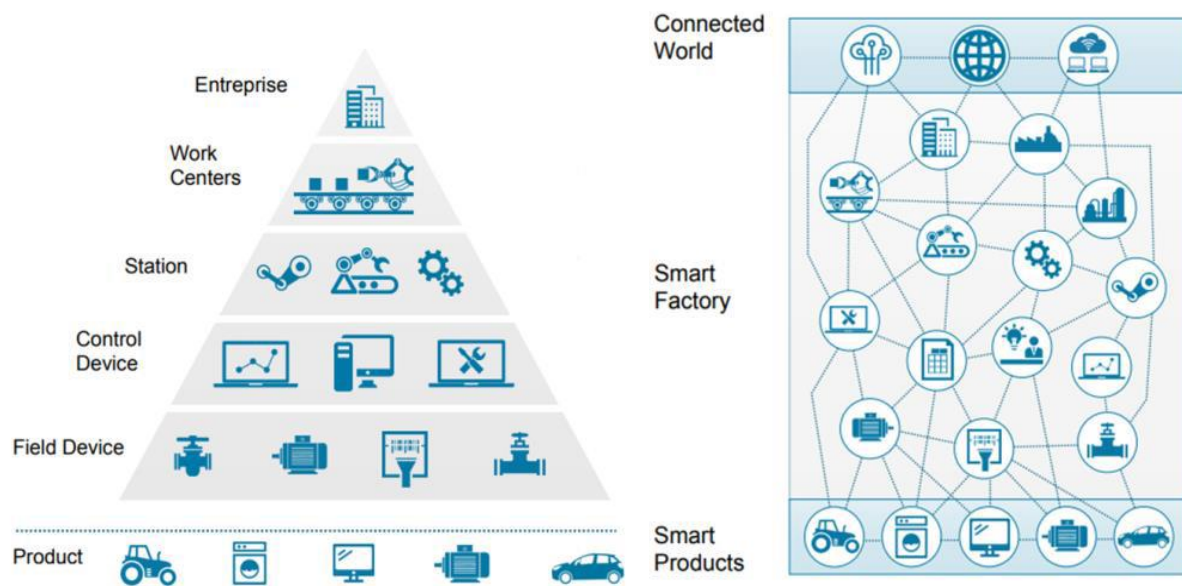 Entreprise
Work
Centers
Station
Control
Device
Field Device
Product
Connected
World
Smart
Factory
Smart
Products